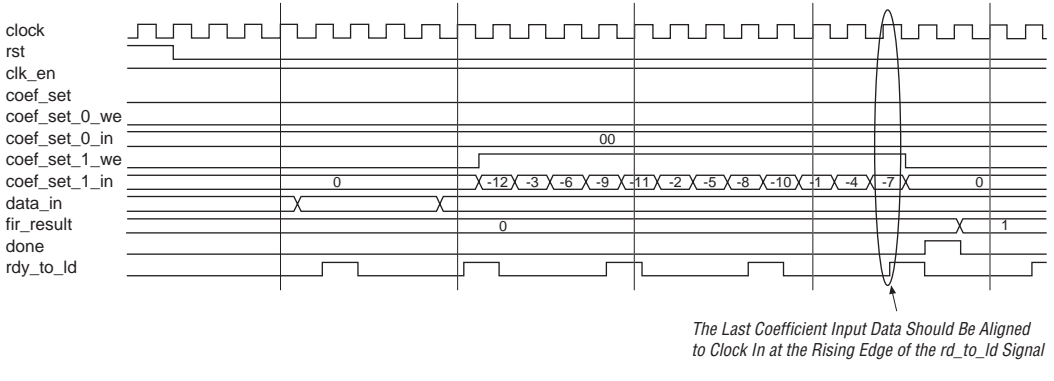 clock
rst
clk_en
coef_set
coef_set_0_we
coef_set_0_in 00
coef_set_1_we
coef_set_1_in 0 -12 -3 -6 -9 -11 -2 -5 -8 -10 -1 -4 -7 0
data_in
fir_result 0 1
done
rdy_to_ld
The Last Coefficient Input Data Should Be Aligned
to Clock In at the Rising Edge of the rd_to_ld Signal